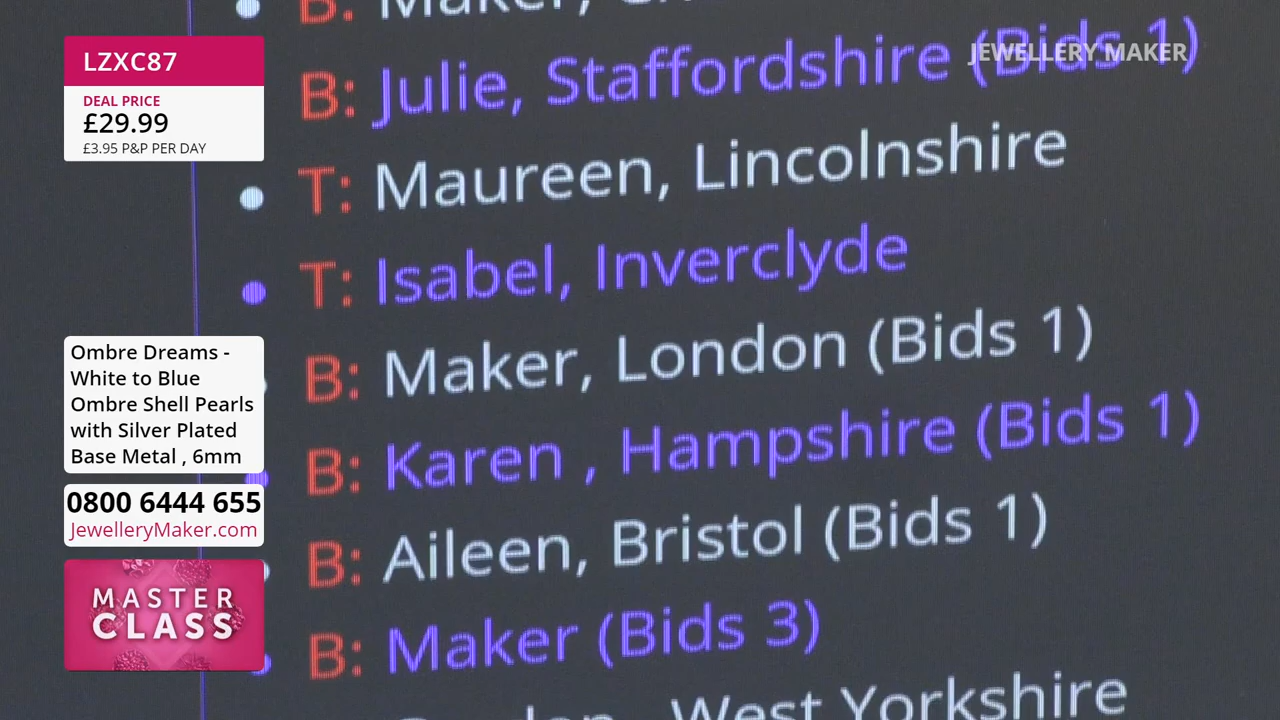 B: Maker,
LZXC87
DEAL PRICE
£29.99
£3.95 P&P PER DAY
JEWELLERY MAKER
B: Julie, Staffordshire (Bids 1)
T: Maureen, Lincolnshire
T: Isabel, Inverclyde
B: Maker, London (Bids 1)
B: Karen , Hampshire (Bids 1)
B: Aileen, Bristol (Bids 1)
B: Maker (Bids 3)
West Yorkshire
Ombre Dreams -
White to Blue
Ombre Shell Pearls
with Silver Plated
Base Metal , 6mm
0800 6444 655
JewelleryMaker.com
MASTER
CLASS